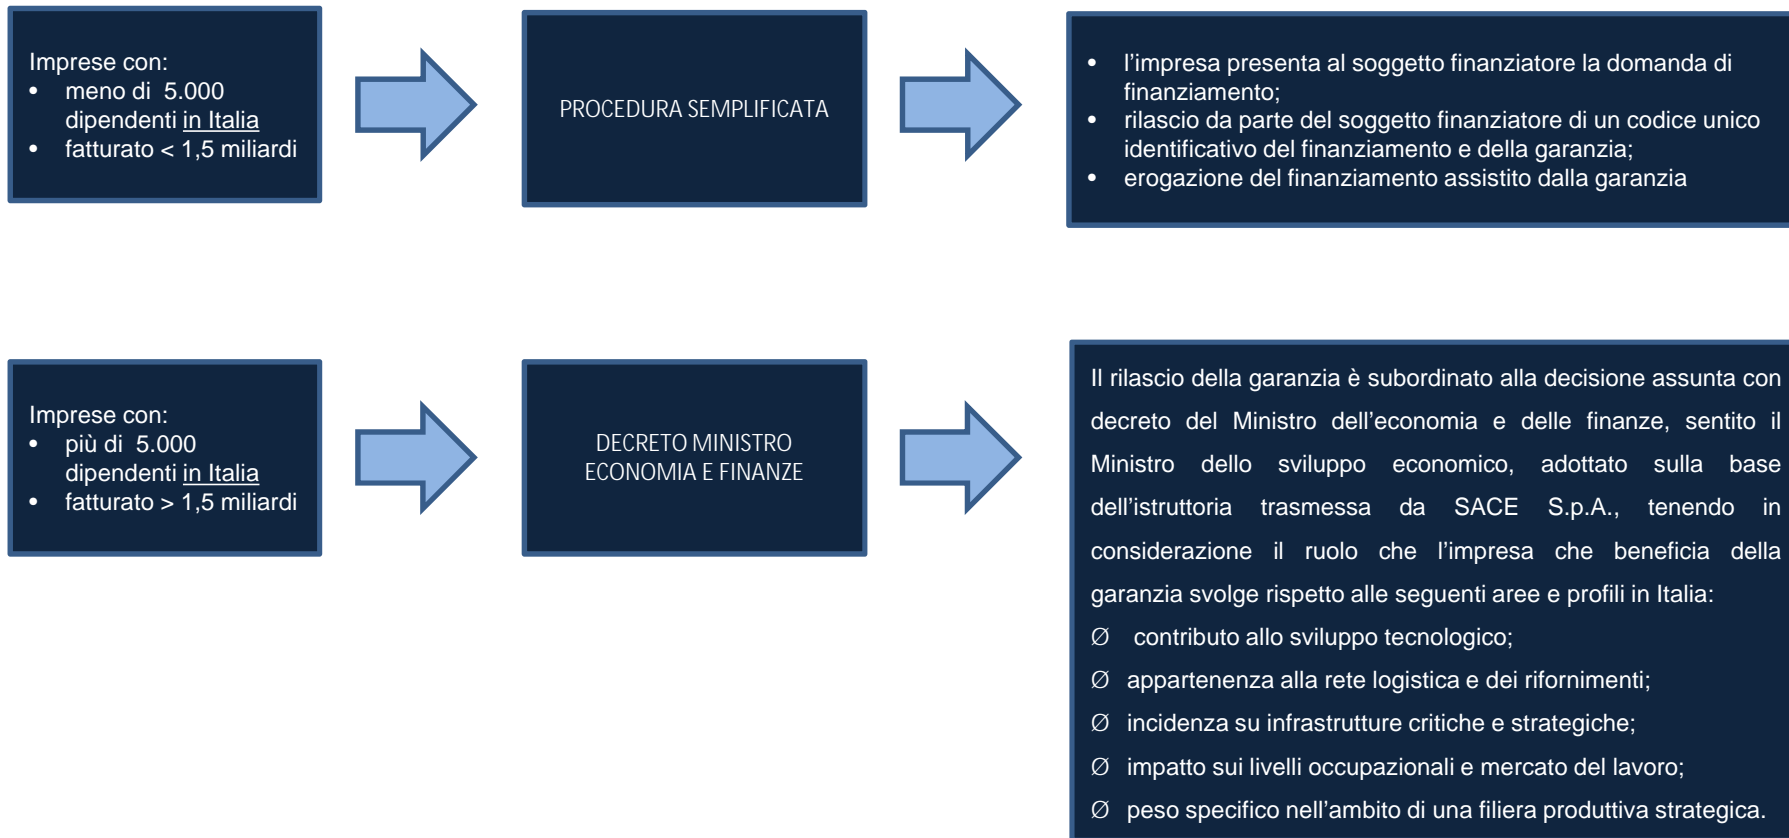 Imprese con:
• meno di 5.000
dipendenti in Italia
• fatturato < 1,5 miliardi
PROCEDURA SEMPLIFICATA
• l'impresa presenta al soggetto finanziatore la domanda di
finanziamento;
• rilascio da parte del soggetto finanziatore di un codice unico
identificativo del finanziamento e della garanzia;
• erogazione del finanziamento assistito dalla garanzia
Imprese con:
• più di 5.000
dipendenti in Italia
• fatturato > 1,5 miliardi
DECRETO MINISTRO
ECONOMIA E FINANZE
Il rilascio della garanzia è subordinato alla decisione assunta con
decreto del Ministro dell'economia e delle finanze, sentito il
Ministro dello sviluppo economico, adottato sulla base
dell'istruttoria trasmessa da SACE S.p.A., tenendo in
considerazione il ruolo che l'impresa che beneficia della
garanzia svolge rispetto alle seguenti aree e profili in Italia:
Ø contributo allo sviluppo tecnologico;
Ø appartenenza alla rete logistica e dei rifornimenti;
Ø incidenza su infrastrutture critiche e strategiche;
Ø impatto sui livelli occupazionali e mercato del lavoro;
Ø peso specifico nell'ambito di una filiera produttiva strategica.